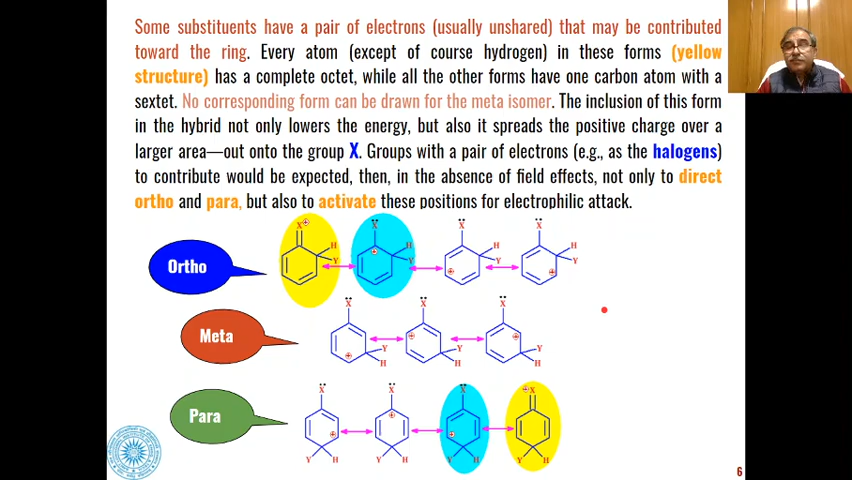 Some substituents have a pair of electrons (usually unshared) that may be contributed
toward the ring. Every atom (except of course hydrogen) in these forms (yellow
structure) has a complete octet, while all the other forms have one carbon atom with a
sextet. No corresponding form can be drawn for the meta isomer. The inclusion of this form
in the hybrid not only lowers the energy, but also it spreads the positive charge over a
larger area—out onto the group X. Groups with a pair of electrons (e.g., as the halogens)
to contribute would be expected, then, in the absence of field effects, not only to direct
ortho and para, but also to activate these positions for electrophilic attack.
X X X X
H H H H
Ortho
Y Y Y Y
X X X
Meta
Y Y Y
H H H
X X X X
Para
Y H Y H Y H Y H
6